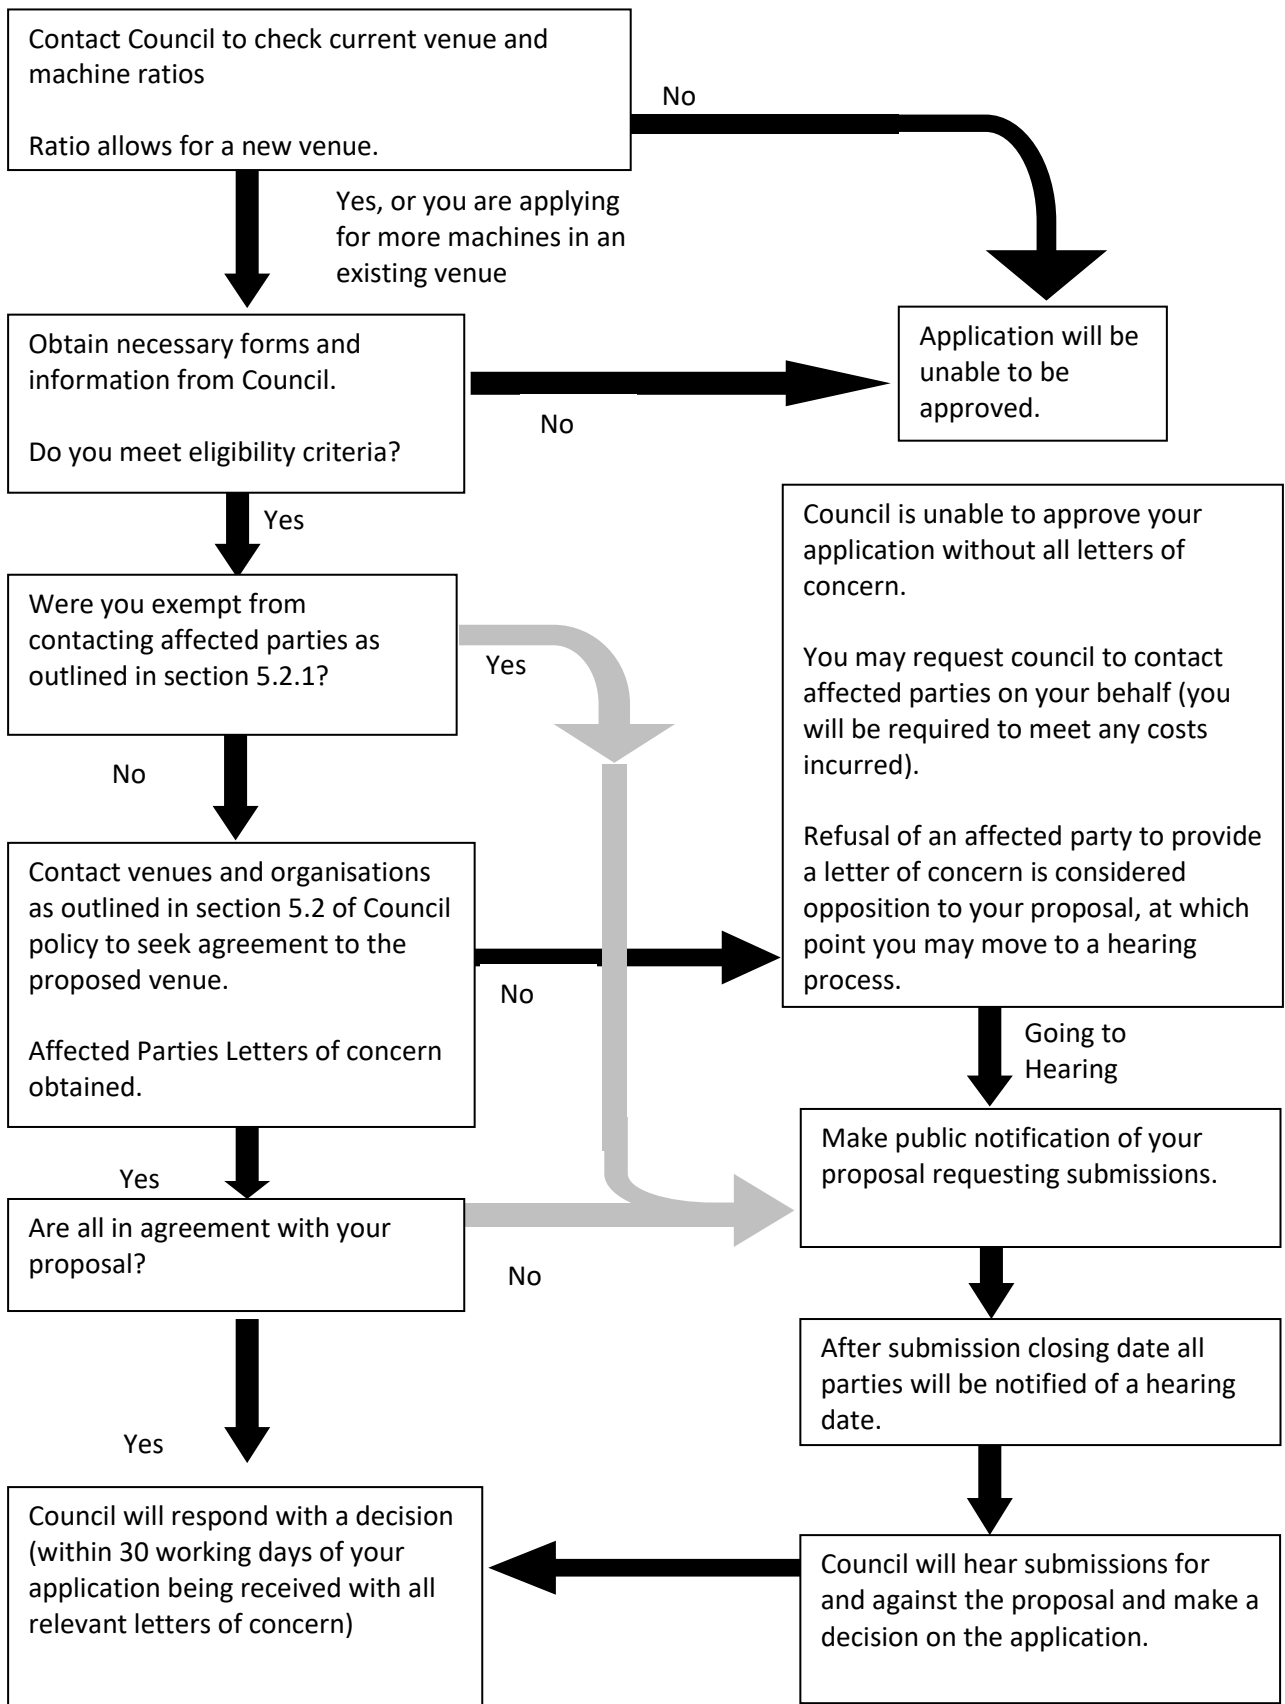 Contact Council to check current venue and
machine ratios
Ratio allows for a new venue.
No
Yes, or you are applying
for more machines in an
existing venue
Application will be
unable to be
approved.
Obtain necessary forms and
information from Council.
Do you meet eligibility criteria?
No
Yes
Were you exempt from
contacting affected parties as
outlined in section 5.2.1?
Yes
No
Council is unable to approve your
application without all letters of
concern.
You may request council to contact
affected parties on your behalf (you
will be required to meet any costs
incurred).
Refusal of an affected party to provide
a letter of concern is considered
opposition to your proposal, at which
point you may move to a hearing
process.
Contact venues and organisations
as outlined in section 5.2 of Council
policy to seek agreement to the
proposed venue.
Affected Parties Letters of concern
obtained.
No
Going to
Hearing
Yes
Make public notification of your
proposal requesting submissions.
Are all in agreement with your
proposal?
No
After submission closing date all
parties will be notified of a hearing
date.
Yes
Council will respond with a decision
(within 30 working days of your
application being received with all
relevant letters of concern)
Council will hear submissions for
and against the proposal and make a
decision on the application.